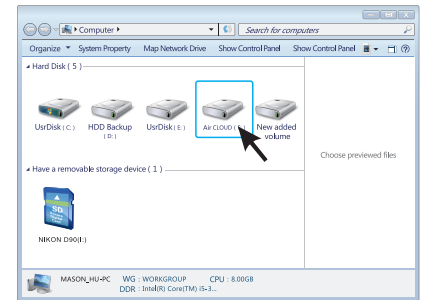 Computer
Search for computers
Organize System Property Map Network Drive Show Control Panel Show Control Panel
Hard Disk ( 5 )
UsrDisk ( C: ) HDD Backup ( D: ) UsrDisk ( E: ) Air CLOUD ( New added volume
Choose previewed files
Have a removable storage device ( 1 )
SD
NIKON D90(I:)
MASON_HU-PC WG : WORKGROUP CPU : 8.00GB
DDR : Intel(R) Core(TM) i5-3...